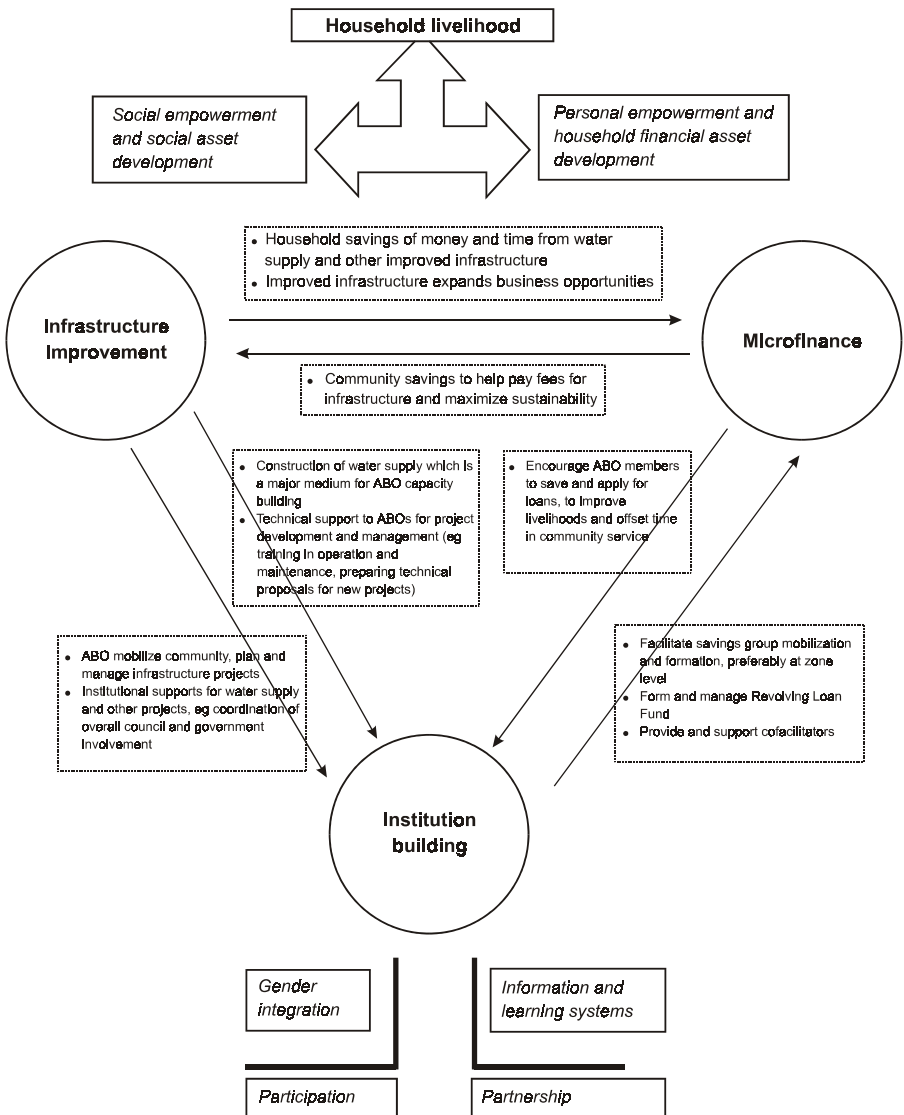 Household livelihood
Social empowerment
and social asset
development
Personal empowerment and
household financial asset
development
• Household savings of money and time from water
supply and other improved infrastructure
• Improved infrastructure expands business opportunities
Infrastructure
Improvement
Microfinance
• Community savings to help pay fees for
infrastructure and maximize sustainability
• Construction of water supply which is
a major medium for ABO capacity
building
• Technical support to ABOs for project
development and management (eg
training in operation and
maintenance, preparing technical
proposals for new projects)
• Encourage ABO members
to save and apply for
loans, to improve
livelihoods and offset time
in community service
• ABO mobilize community, plan and
manage infrastructure projects
• Institutional supports for water supply
and other projects, eg coordination of
overall council and government
Involvement
• Facilitate savings group mobilization
and formation, preferably at zone
level
• Form and manage Revolving Loan
Fund
• Provide and support cofacilitators
Institution
building
Gender
integration
Information and
learning systems
Participation
Partnership